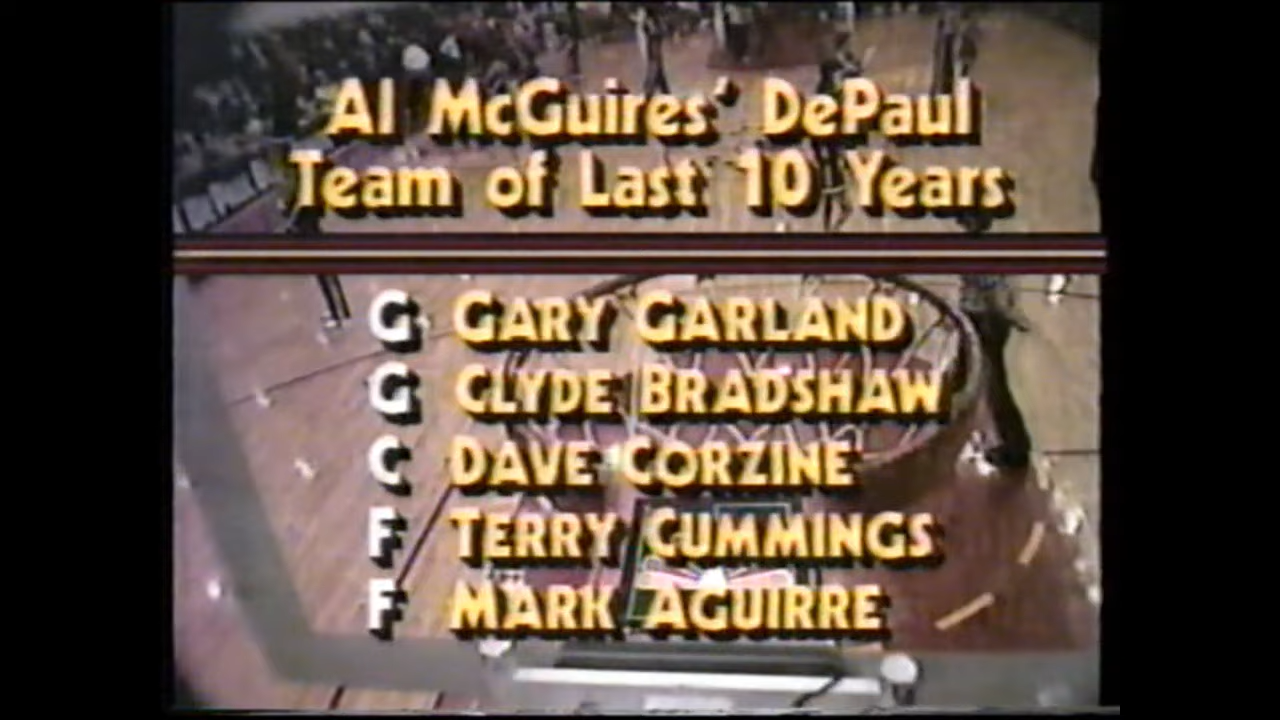 Al McGuires' DePaul
Team of Last 10 Years
G GARY GARLAND
G CLYDE BRADSHAW
C DAVE CORZINE
F TERRY CUMMINGS
F MARK AGUIRRE